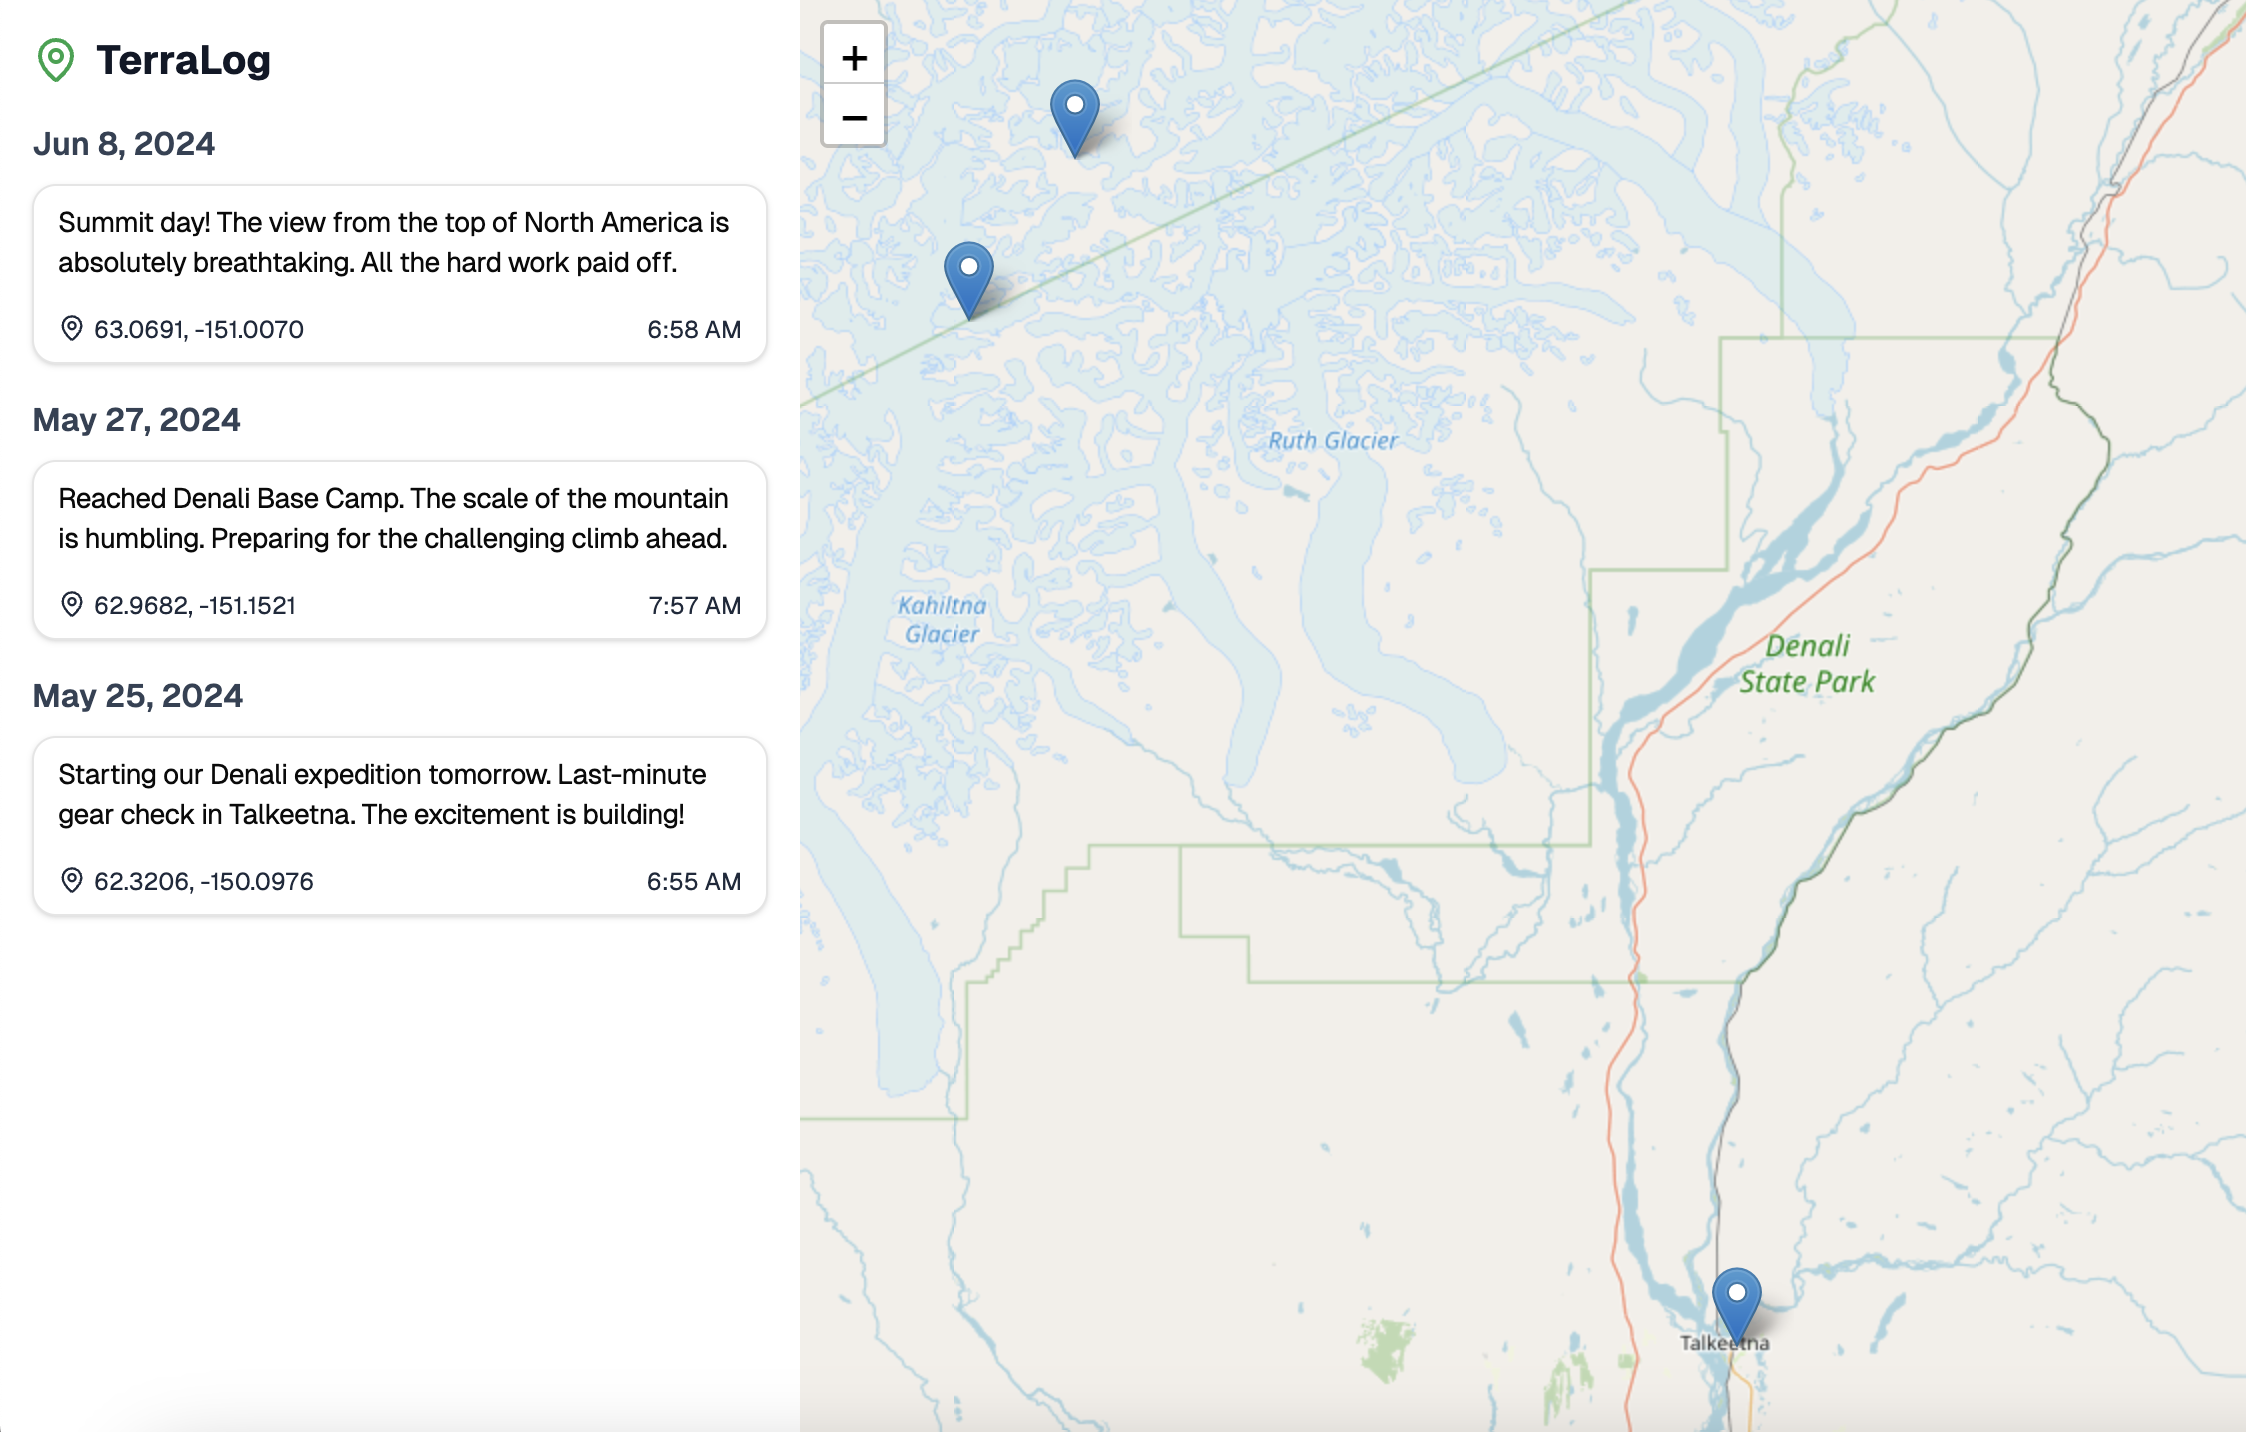 TerraLog
Jun 8, 2024
Summit day! The view from the top of North America is
absolutely breathtaking. All the hard work paid off.
63.0691, -151.0070
6:58 AM
May 27, 2024
Reached Denali Base Camp. The scale of the mountain
is humbling. Preparing for the challenging climb ahead.
62.9682, -151.1521
7:57 AM
May 25, 2024
Starting our Denali expedition tomorrow. Last-minute
gear check in Talkeetna. The excitement is building!
62.3206, -150.0976
6:55 AM
+
−
Ruth Glacier
Kahiltna
Glacier
Denali
State Park
Talkeetna